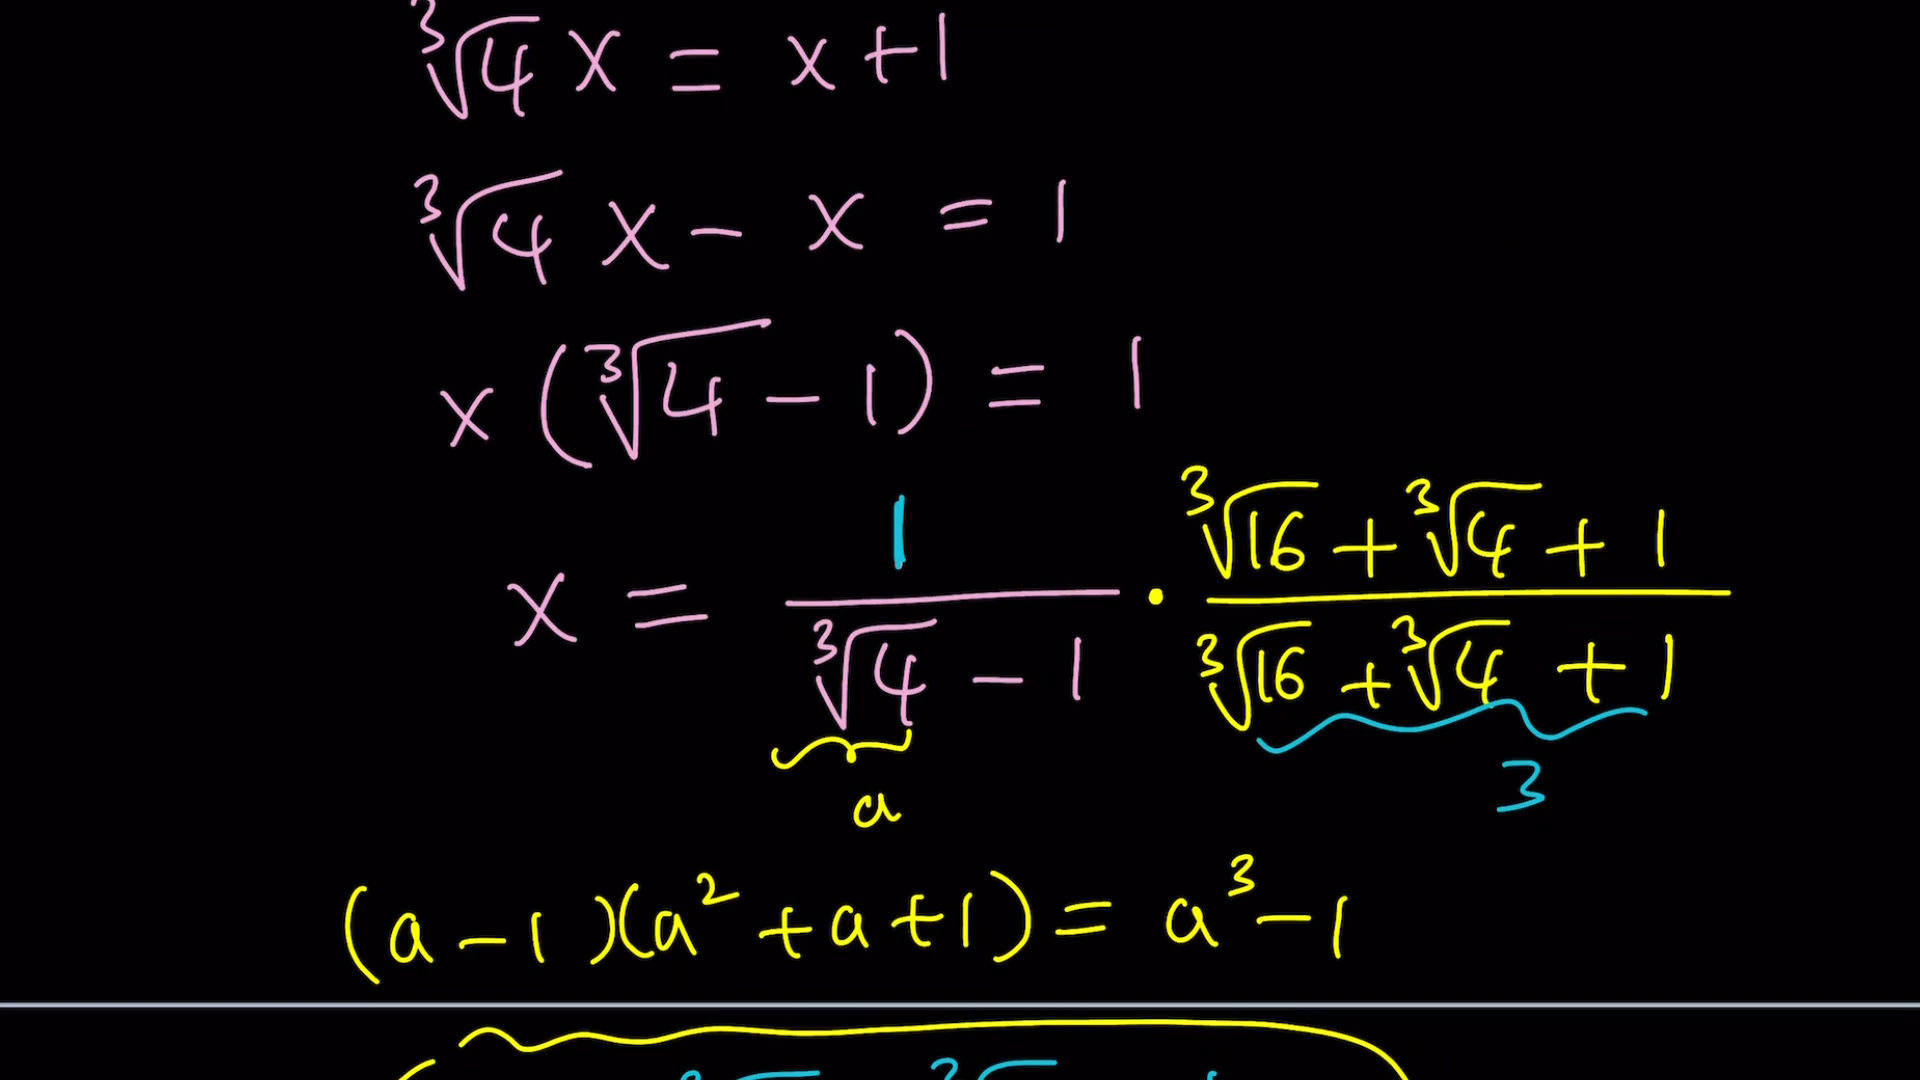 ∛4 x = x + 1
∛4 x - x = 1
x (∛4 - 1) = 1
x = 1 / (∛4 - 1) · (∛16 + ∛4 + 1) / (∛16 + ∛4 + 1)
a
3
(a - 1)(a² + a + 1) = a³ - 1